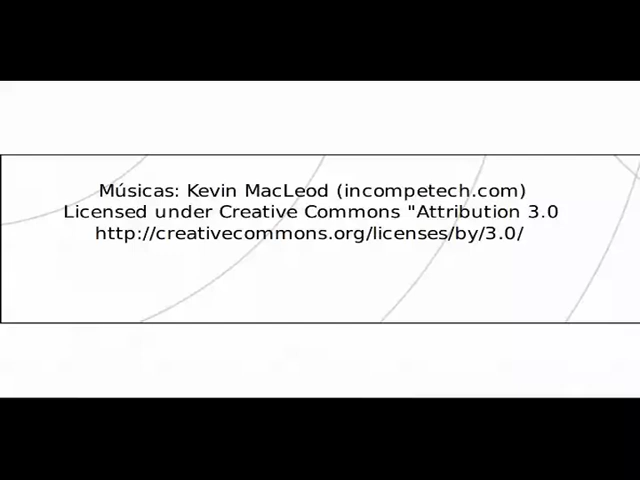 Músicas: Kevin MacLeod (incompetech.com)
Licensed under Creative Commons "Attribution 3.0
http://creativecommons.org/licenses/by/3.0/